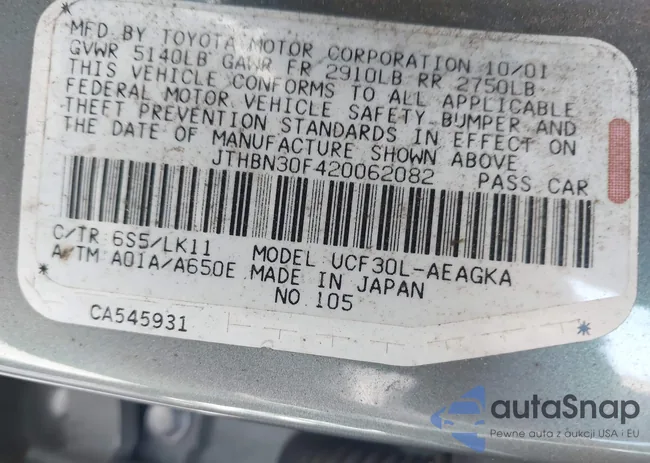 MFD BY TOYOTA MOTOR CORPORATION 10/01
GVWR 5140LB GAWR FR 2910LB RR 2750LB
THIS VEHICLE CONFORMS TO ALL APPLICABLE
FEDERAL MOTOR VEHICLE SAFETY, BUMPER AND
THEFT PREVENTION STANDARDS IN EFFECT ON
THE DATE OF MANUFACTURE SHOWN ABOVE.
JTHBN30F420062082 PASS CAR
C/TR 6S5/LK11 MODEL UCF30L-AEAGKA
A/TM A01A/A650E MADE IN JAPAN
NO.105
CA545931
autaSnap
Pewne auta z aukcji USA i EU